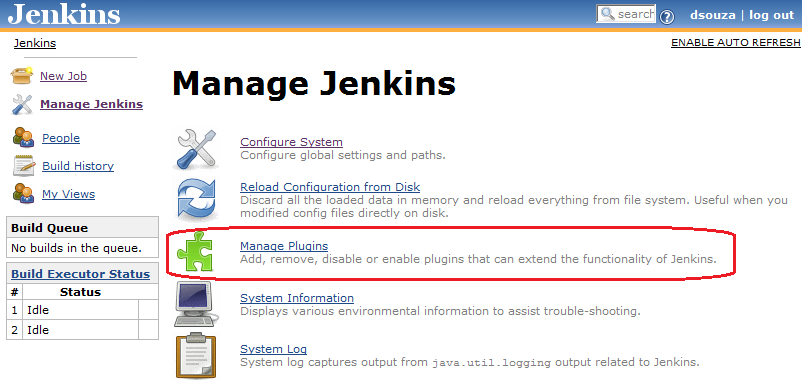 Jenkins
search
dsouza | log out
Jenkins
ENABLE AUTO REFRESH
New Job
Manage Jenkins
People
Build History
My Views
Build Queue
No builds in the queue.
Build Executor Status
# Status
1 Idle
2 Idle
Manage Jenkins
Configure System
Configure global settings and paths.
Reload Configuration from Disk
Discard all the loaded data in memory and reload everything from file system. Useful when you
modified config files directly on disk.
Manage Plugins
Add, remove, disable or enable plugins that can extend the functionality of Jenkins.
System Information
Displays various environmental information to assist trouble-shooting.
System Log
System log captures output from java.util.logging output related to Jenkins.